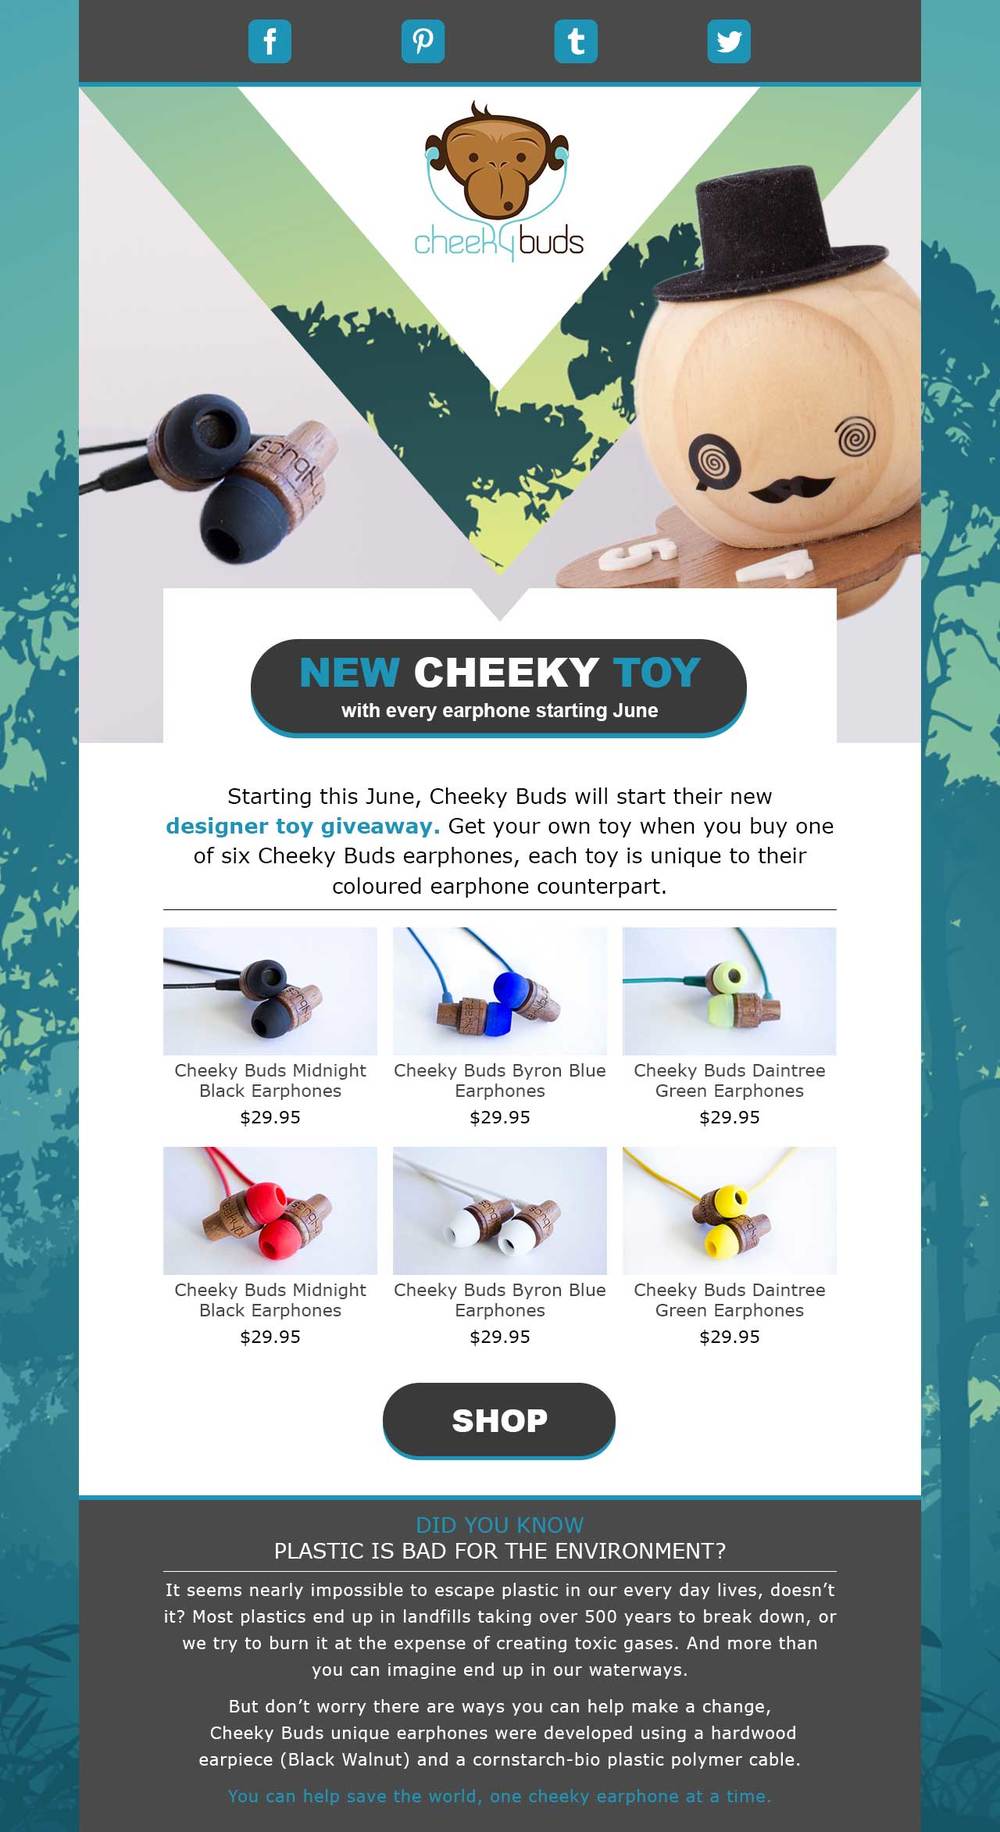 cheekybuds
NEW CHEEKY TOY
with every earphone starting June
Starting this June, Cheeky Buds will start their new
designer toy giveaway. Get your own toy when you buy one
of six Cheeky Buds earphones, each toy is unique to their
coloured earphone counterpart.
Cheeky Buds Midnight
Black Earphones
$29.95
Cheeky Buds Byron Blue
Earphones
$29.95
Cheeky Buds Daintree
Green Earphones
$29.95
Cheeky Buds Midnight
Black Earphones
$29.95
Cheeky Buds Byron Blue
Earphones
$29.95
Cheeky Buds Daintree
Green Earphones
$29.95
SHOP
DID YOU KNOW
PLASTIC IS BAD FOR THE ENVIRONMENT?
It seems nearly impossible to escape plastic in our every day lives, doesn’t
it? Most plastics end up in landfills taking over 500 years to break down, or
we try to burn it at the expense of creating toxic gases. And more than
you can imagine end up in our waterways.
But don’t worry there are ways you can help make a change,
Cheeky Buds unique earphones were developed using a hardwood
earpiece (Black Walnut) and a cornstarch-bio plastic polymer cable.
You can help save the world, one cheeky earphone at a time.